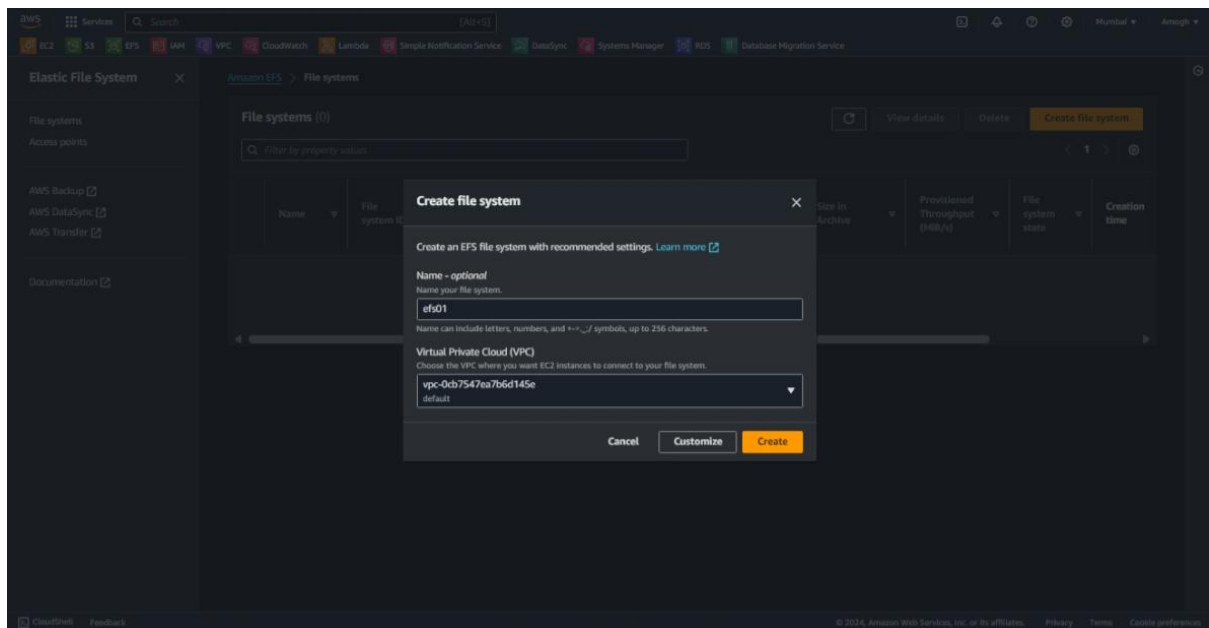 aws
Services
Search
[Alt+S]
Mumbai
Amogh
EC2
S3
EFS
IAM
VPC
CloudWatch
Lambda
Simple Notification Service
DataSync
Systems Manager
RDS
Database Migration Service
Elastic File System
File systems
Access points
AWS Backup
AWS DataSync
AWS Transfer
Documentation
Amazon EFS > File systems
File systems (0)
View details
Delete
Create file system
Filter by property values
1
Name
File
system ID
Size in
Archive
Provisioned
Throughput
(MiB/s)
File
system
state
Creation
time
Create file system
Create an EFS file system with recommended settings. Learn more
Name - optional
Name your file system.
efs01
Name can include letters, numbers, and +-=._:/ symbols, up to 256 characters.
Virtual Private Cloud (VPC)
Choose the VPC where you want EC2 instances to connect to your file system.
vpc-0cb7547ea7b6d145e
default
Cancel
Customize
Create
CloudShell
Feedback
© 2024, Amazon Web Services, Inc. or its affiliates.
Privacy
Terms
Cookie preferences